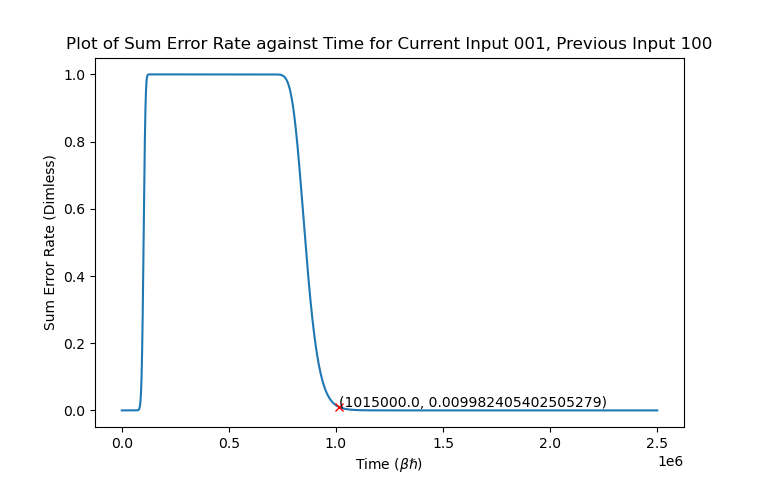 Plot of Sum Error Rate against Time for Current Input 001, Previous Input 100
1.0
0.8
0.6
0.4
0.2
0.0
Sum Error Rate (Dimless)
(1015000.0, 0.009982405402505279)
0.0 0.5 1.0 1.5 2.0 2.5
1e6
Time (βℏ)